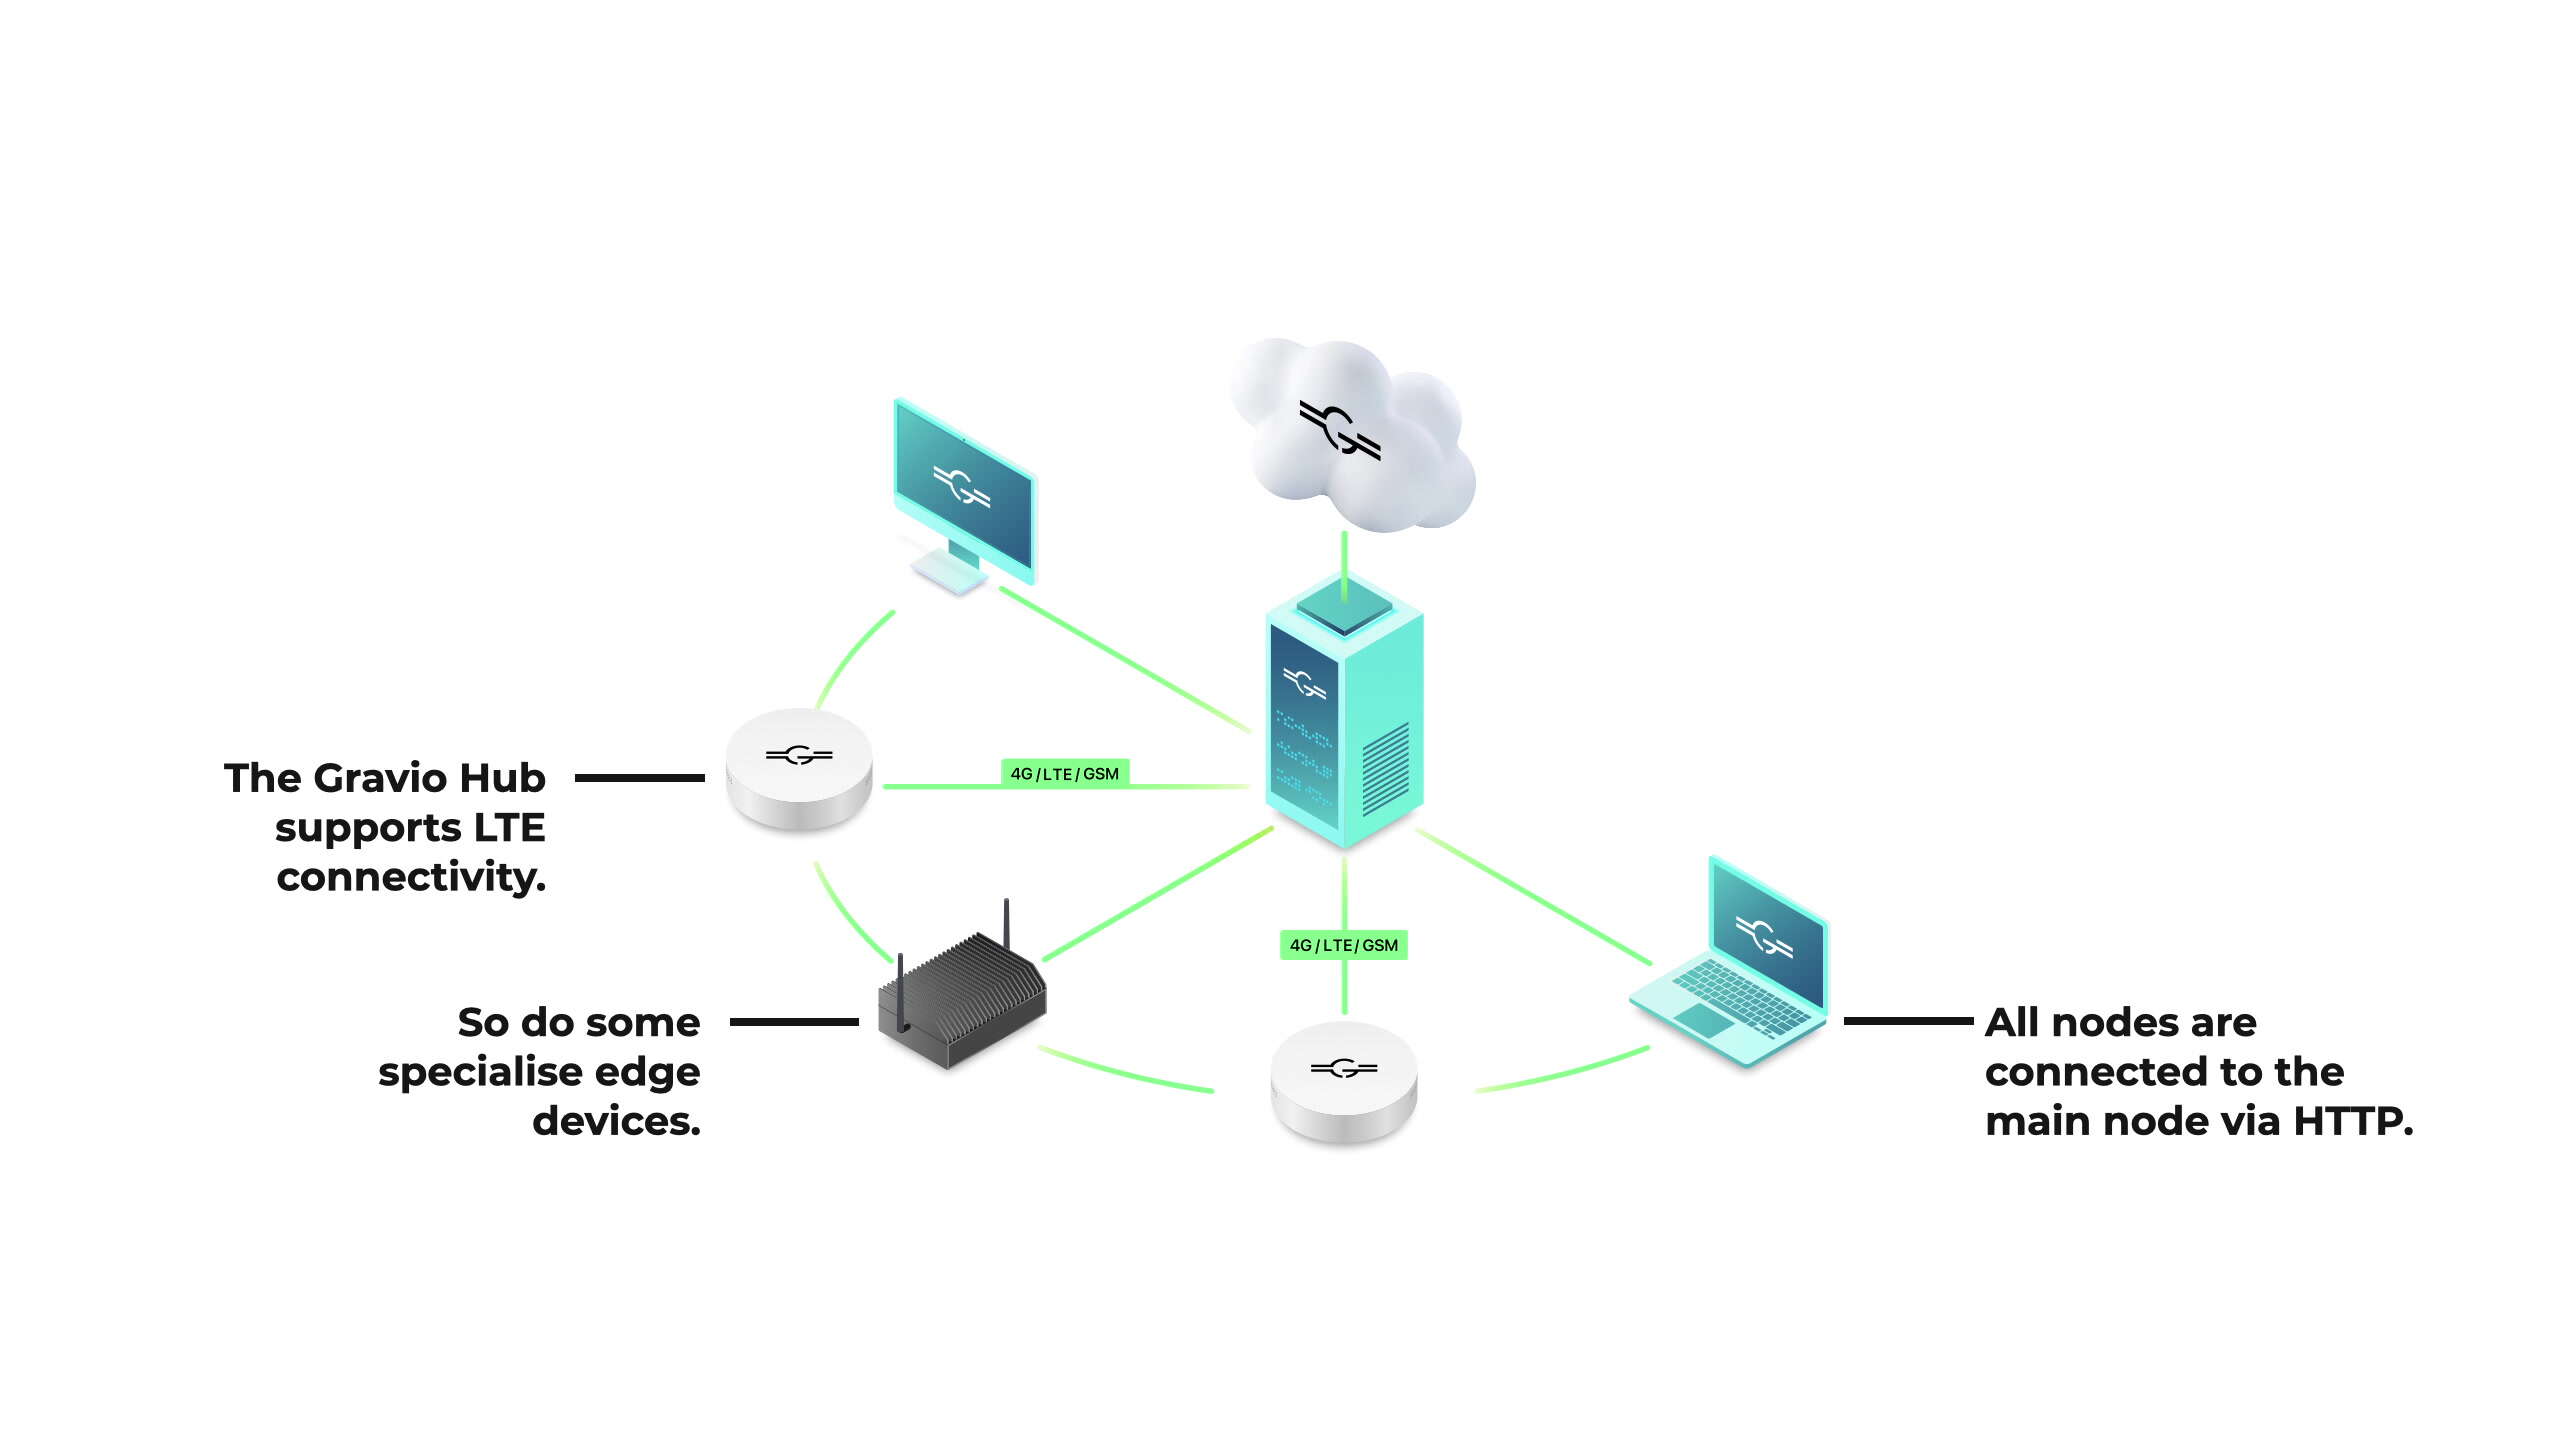 The Gravio Hub
supports LTE
connectivity.
4G / LTE / GSM
4G / LTE / GSM
So do some
specialise edge
devices.
All nodes are
connected to the
main node via HTTP.